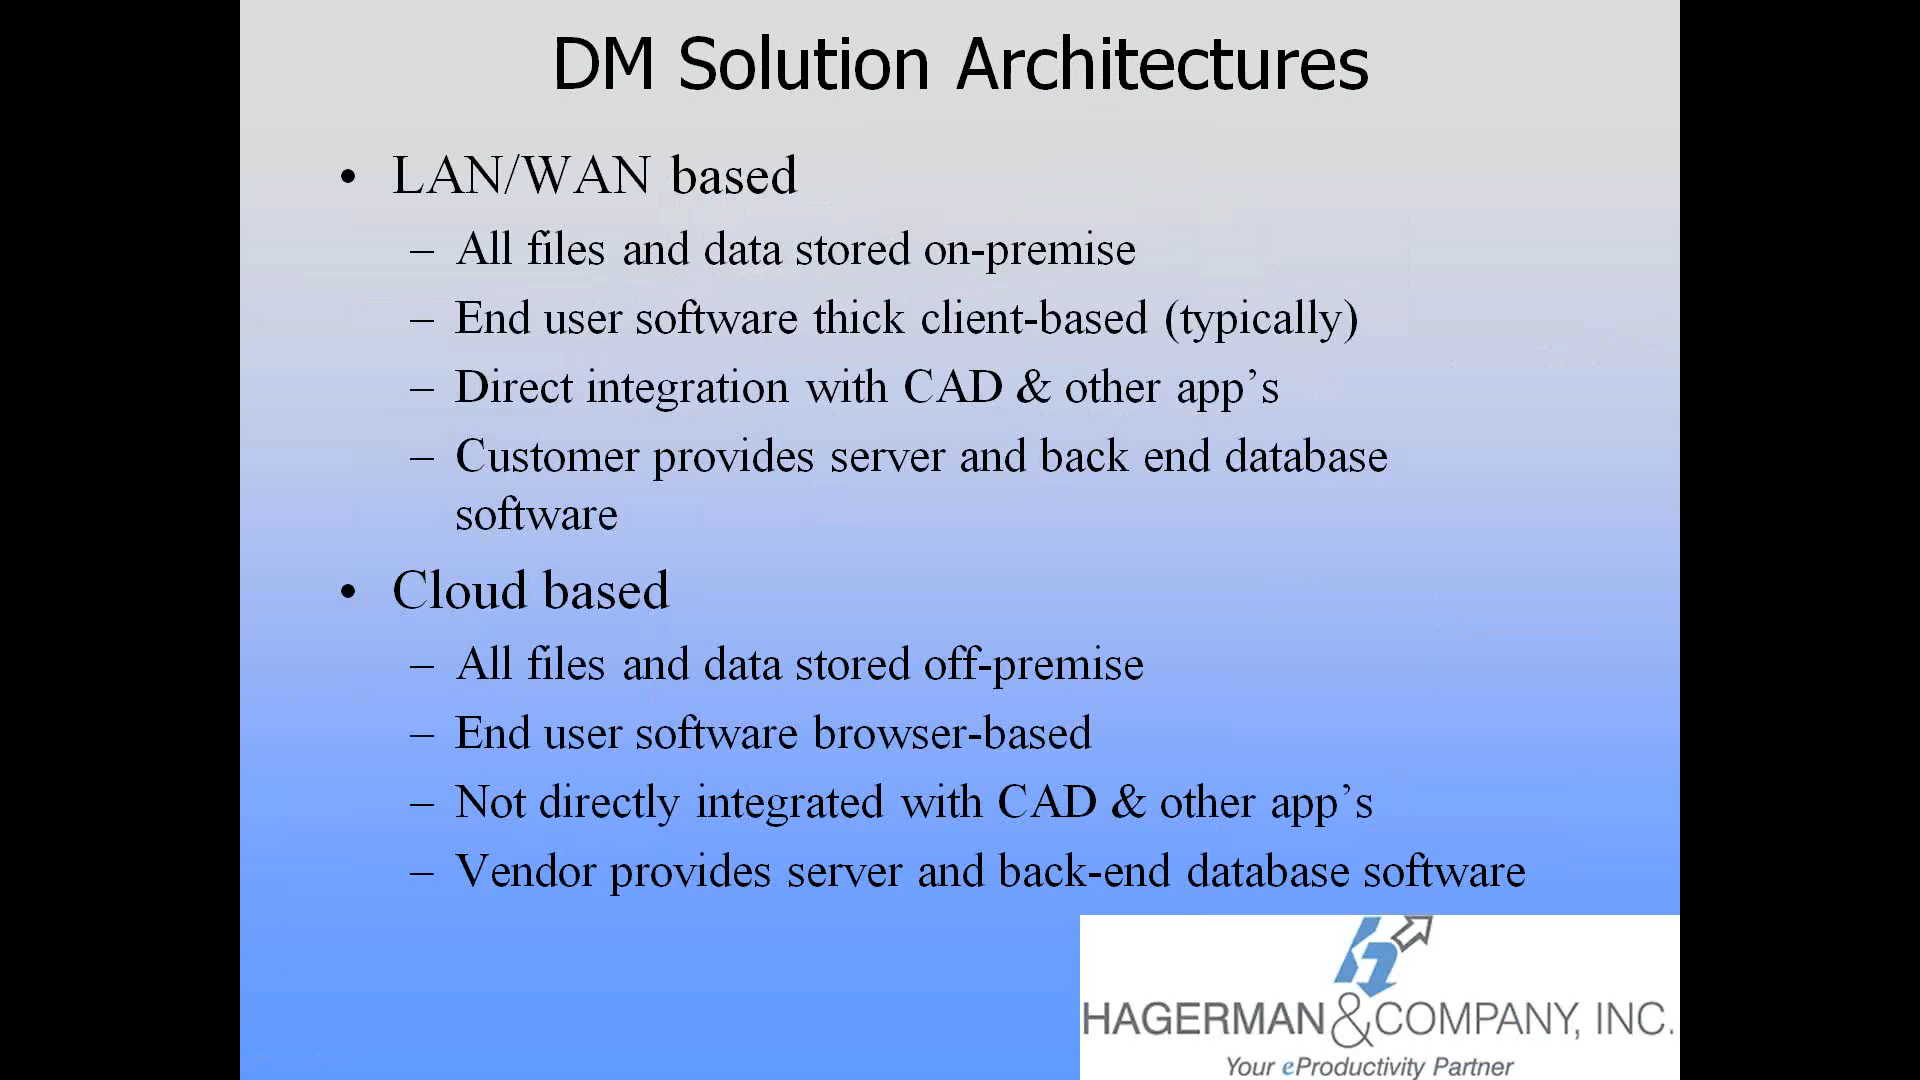 DM Solution Architectures
• LAN/WAN based
– All files and data stored on-premise
– End user software thick client-based (typically)
– Direct integration with CAD & other app’s
– Customer provides server and back end database
software
• Cloud based
– All files and data stored off-premise
– End user software browser-based
– Not directly integrated with CAD & other app’s
– Vendor provides server and back-end database software
HAGERMAN & COMPANY, INC.
Your eProductivity Partner